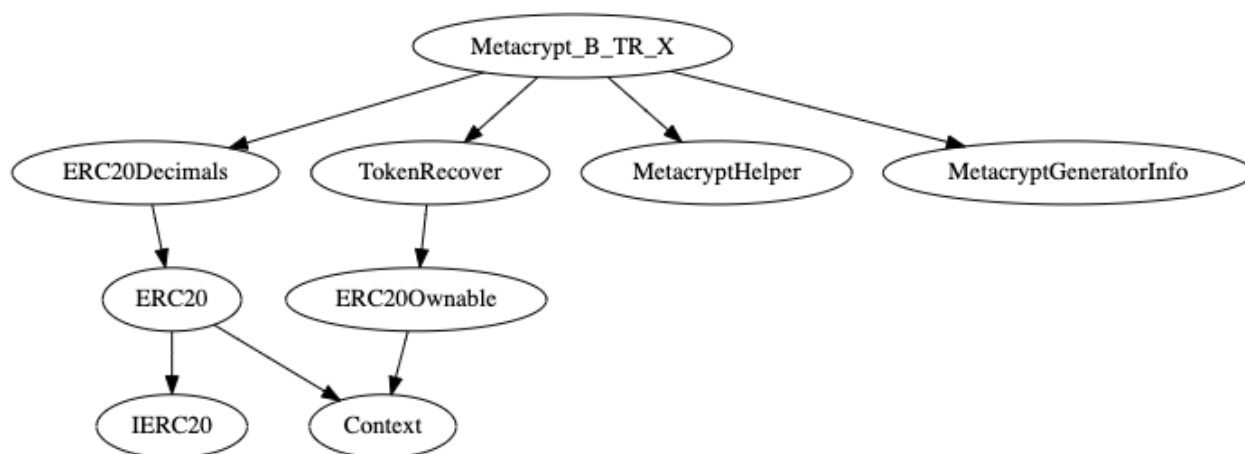 Metacrypt_B_TR_X
ERC20Decimals
TokenRecover
MetacryptHelper
MetacryptGeneratorInfo
ERC20
ERC20Ownable
IERC20
Context